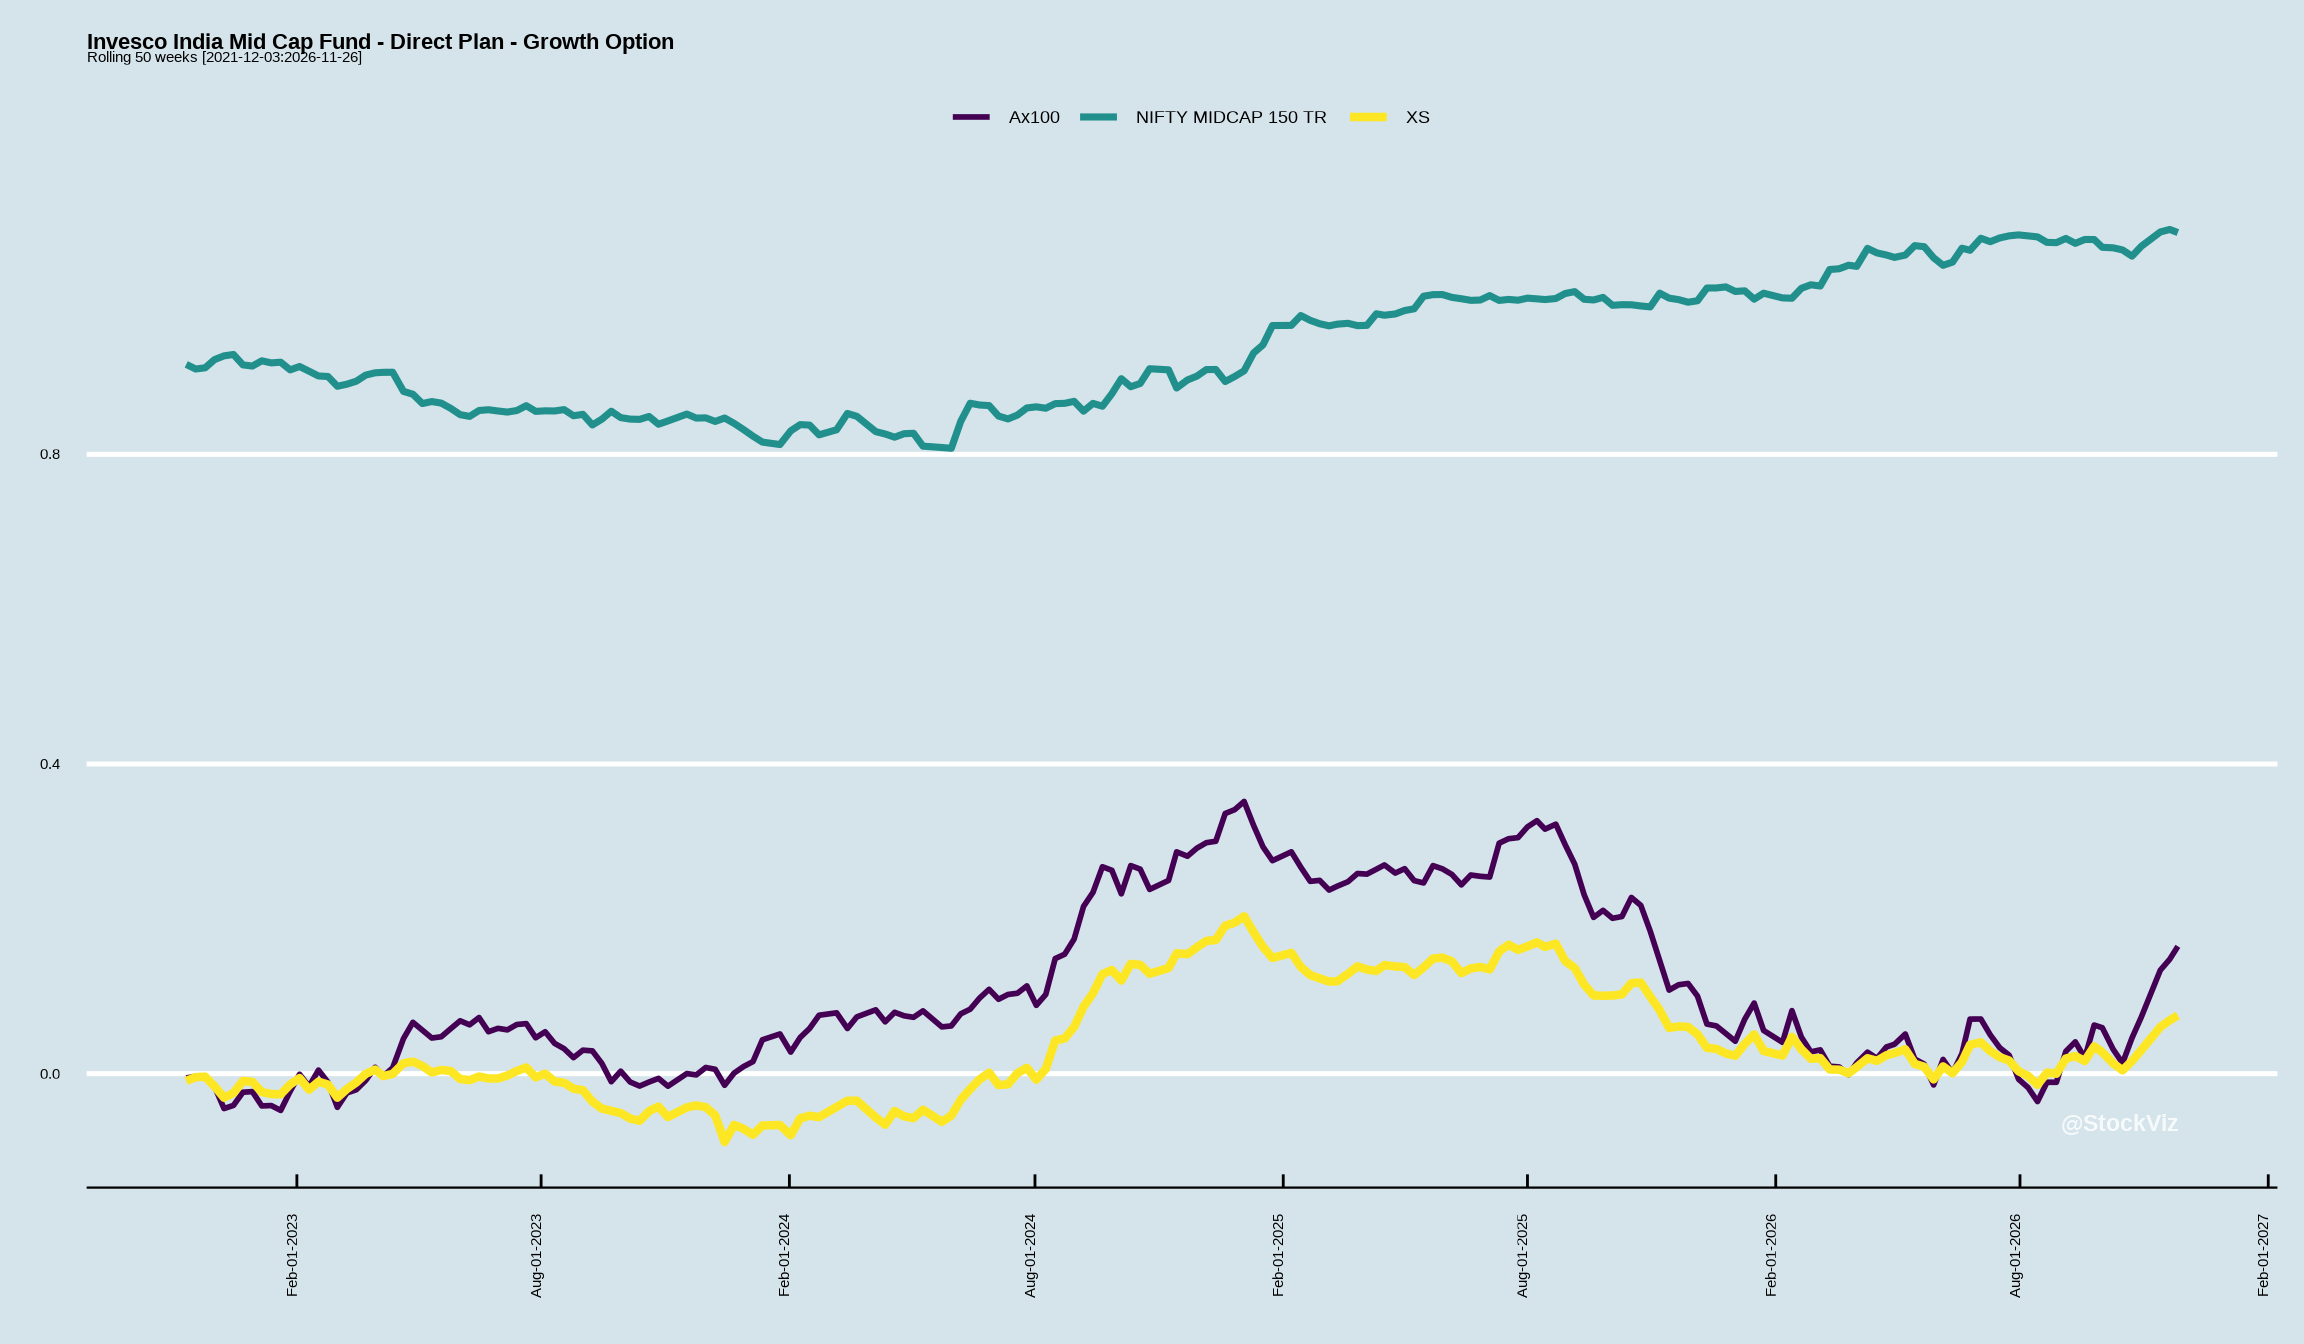 Invesco India Mid Cap Fund - Direct Plan - Growth Option
Rolling 50 weeks [2021-12-03:2026-11-26]
Ax100 NIFTY MIDCAP 150 TR XS
0.8
0.4
0.0
@StockViz
Feb-01-2023 Aug-01-2023 Feb-01-2024 Aug-01-2024 Feb-01-2025 Aug-01-2025 Feb-01-2026 Aug-01-2026 Feb-01-2027